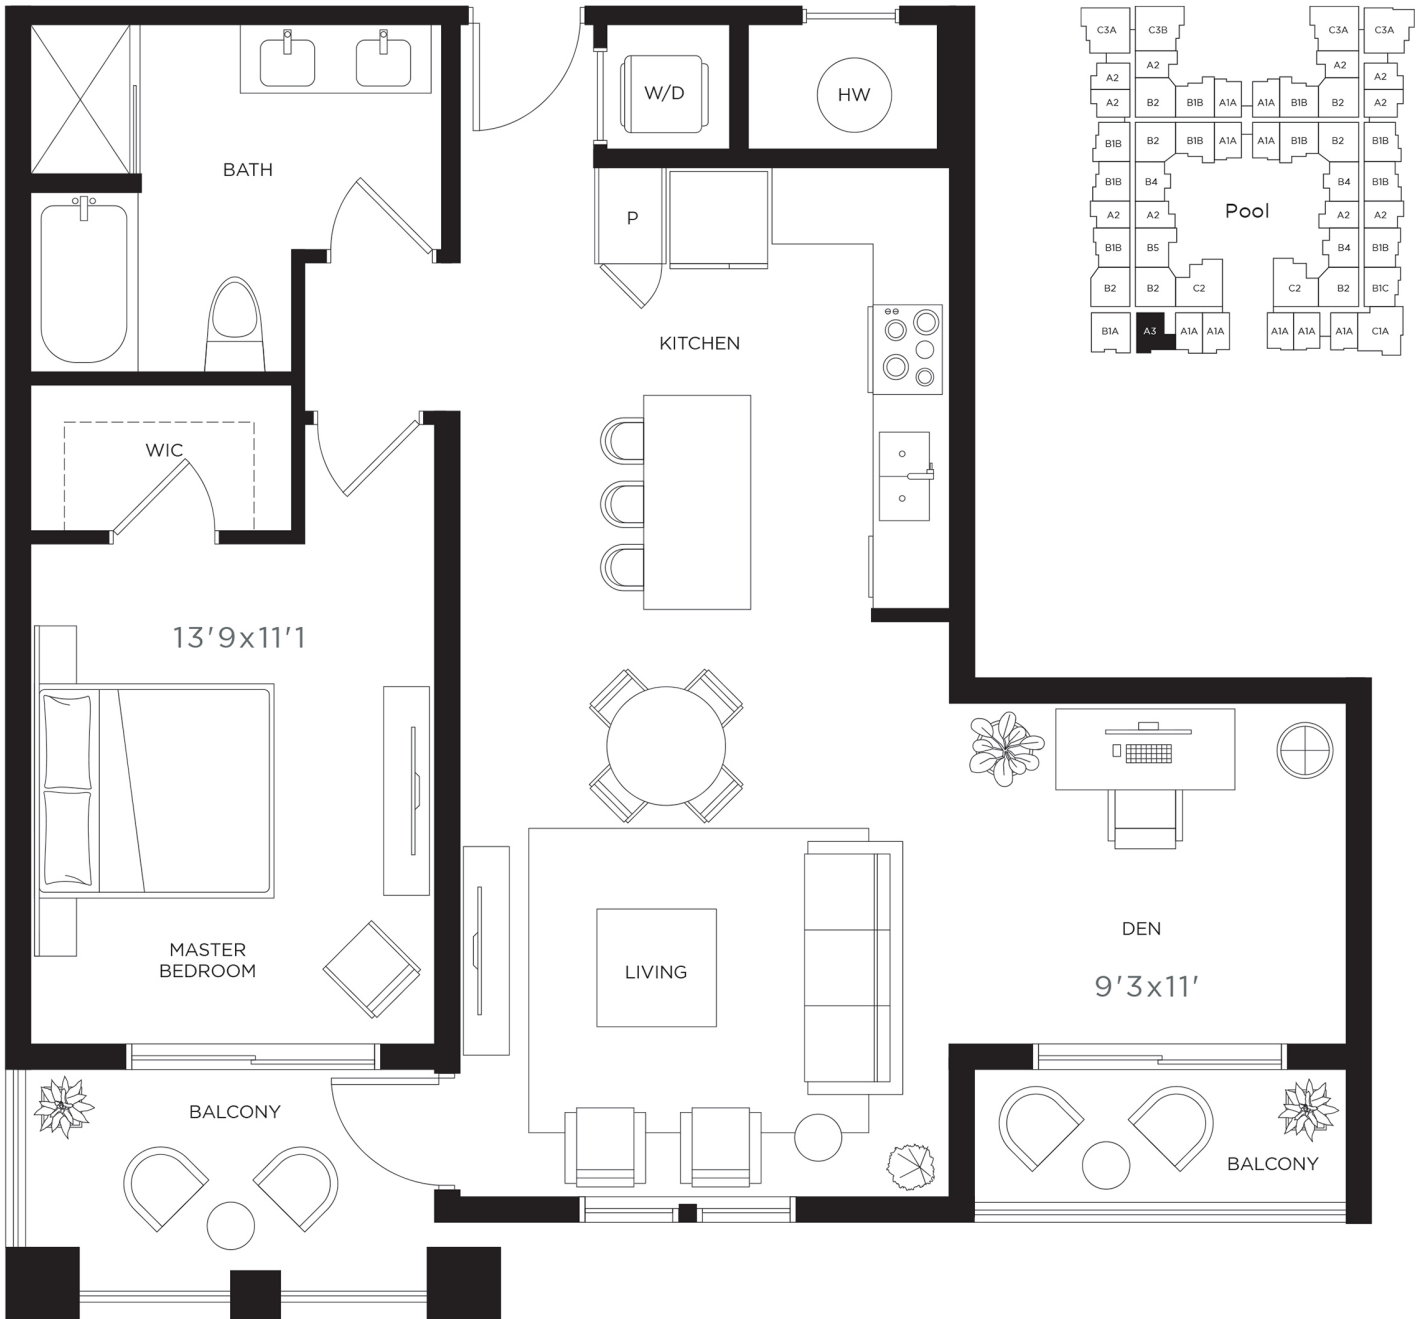 W/D
HW
BATH
P
KITCHEN
WIC
13'9x11'1
MASTER
BEDROOM
LIVING
DEN
9'3x11'
BALCONY
BALCONY
C3A
C3B
C3A
C3A
A2
A2
A2
A2
A2
B2
B1B
A1A
A1A
B1B
B2
A2
B1B
B2
B1B
A1A
A1A
B1B
B2
B1B
B1B
B4
B4
B1B
A2
A2
Pool
A2
A2
B1B
B5
B4
B1B
B2
B2
C2
C2
B2
B1C
B1A
A3
A1A
A1A
A1A
A1A
A1A
C1A